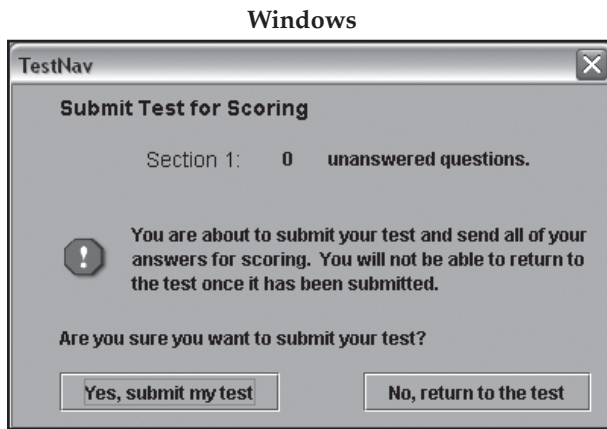 Windows
TestNav
Submit Test for Scoring
Section 1: 0 unanswered questions.
You are about to submit your test and send all of your
answers for scoring. You will not be able to return to
the test once it has been submitted.
Are you sure you want to submit your test?
Yes, submit my test No, return to the test